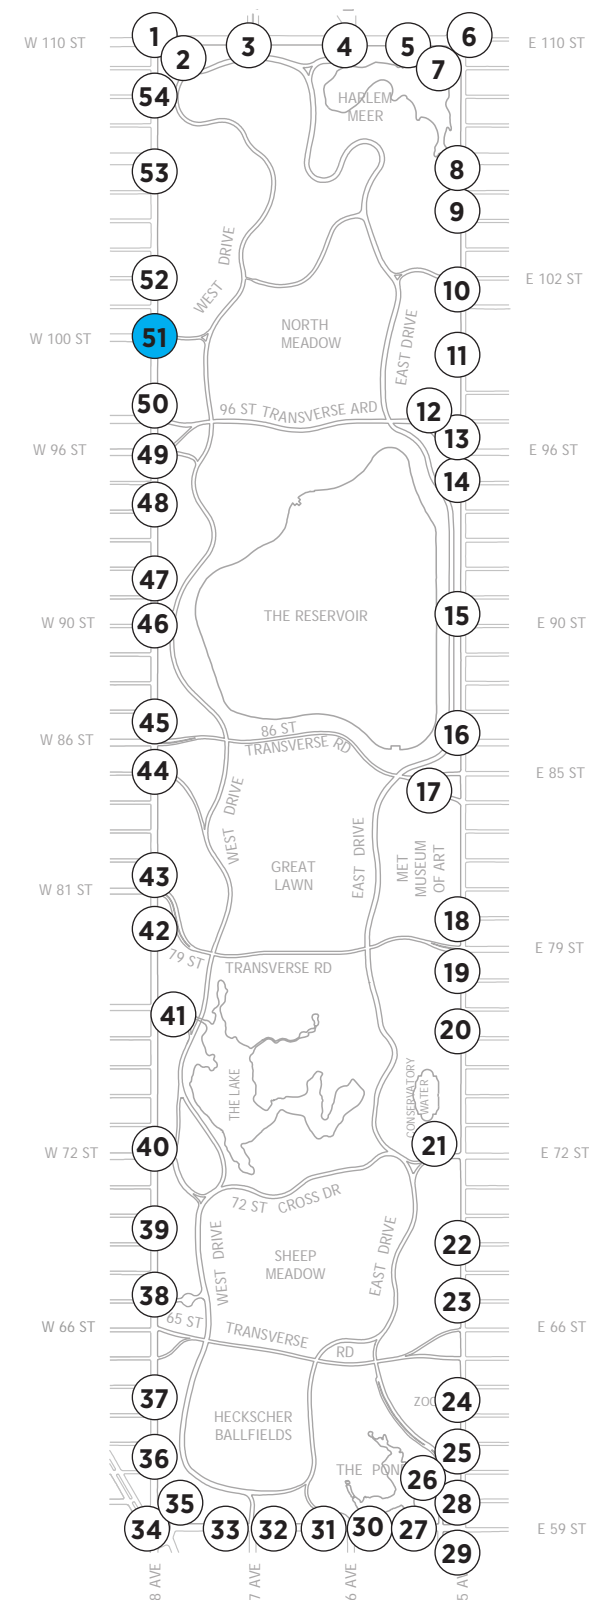 1
2
3
4
5
6
7
W 110 ST
E 110 ST
54
HARLEM
MEER
53
8
9
WEST DRIVE
52
E 102 ST
10
W 100 ST
51
NORTH
MEADOW
EAST DRIVE
11
50
96 ST TRANSVERSE ARD
12
13
W 96 ST
49
E 96 ST
14
48
47
W 90 ST
46
THE RESERVOIR
15
E 90 ST
45
86 ST
TRANSVERSE RD
16
W 86 ST
44
E 85 ST
17
WEST DRIVE
EAST DRIVE
MET
MUSEUM
OF ART
GREAT
LAWN
43
W 81 ST
42
18
79 ST
TRANSVERSE RD
E 79 ST
19
41
20
THE LAKE
CONSERVATORY
WATER
W 72 ST
40
21
E 72 ST
72 ST CROSS DR
39
WEST DRIVE
SHEEP
MEADOW
EAST DRIVE
22
38
23
W 66 ST
65 ST
TRANSVERSE
RD
E 66 ST
37
ZOO
24
HECKSCHER
BALLFIELDS
36
THE POND
25
26
35
28
34
33
32
31
30
27
E 59 ST
29
8 AVE
7 AVE
6 AVE
5 AV